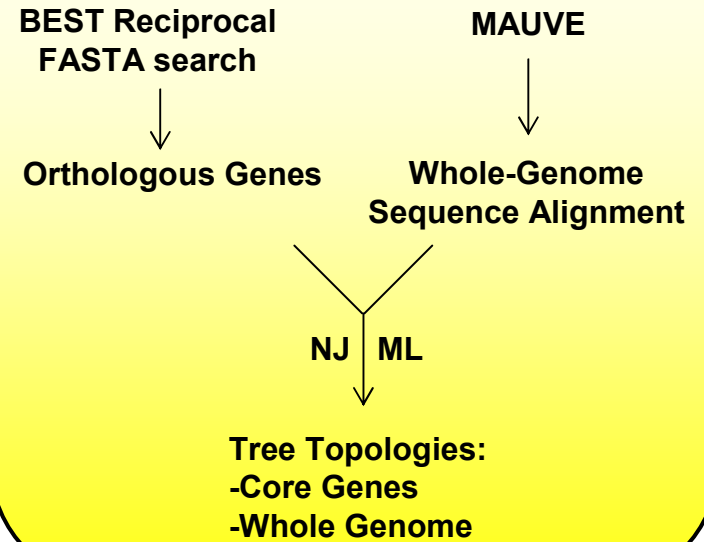 BEST Reciprocal
FASTA search
MAUVE
Orthologous Genes
Whole-Genome
Sequence Alignment
NJ ML
Tree Topologies:
-Core Genes
-Whole Genome